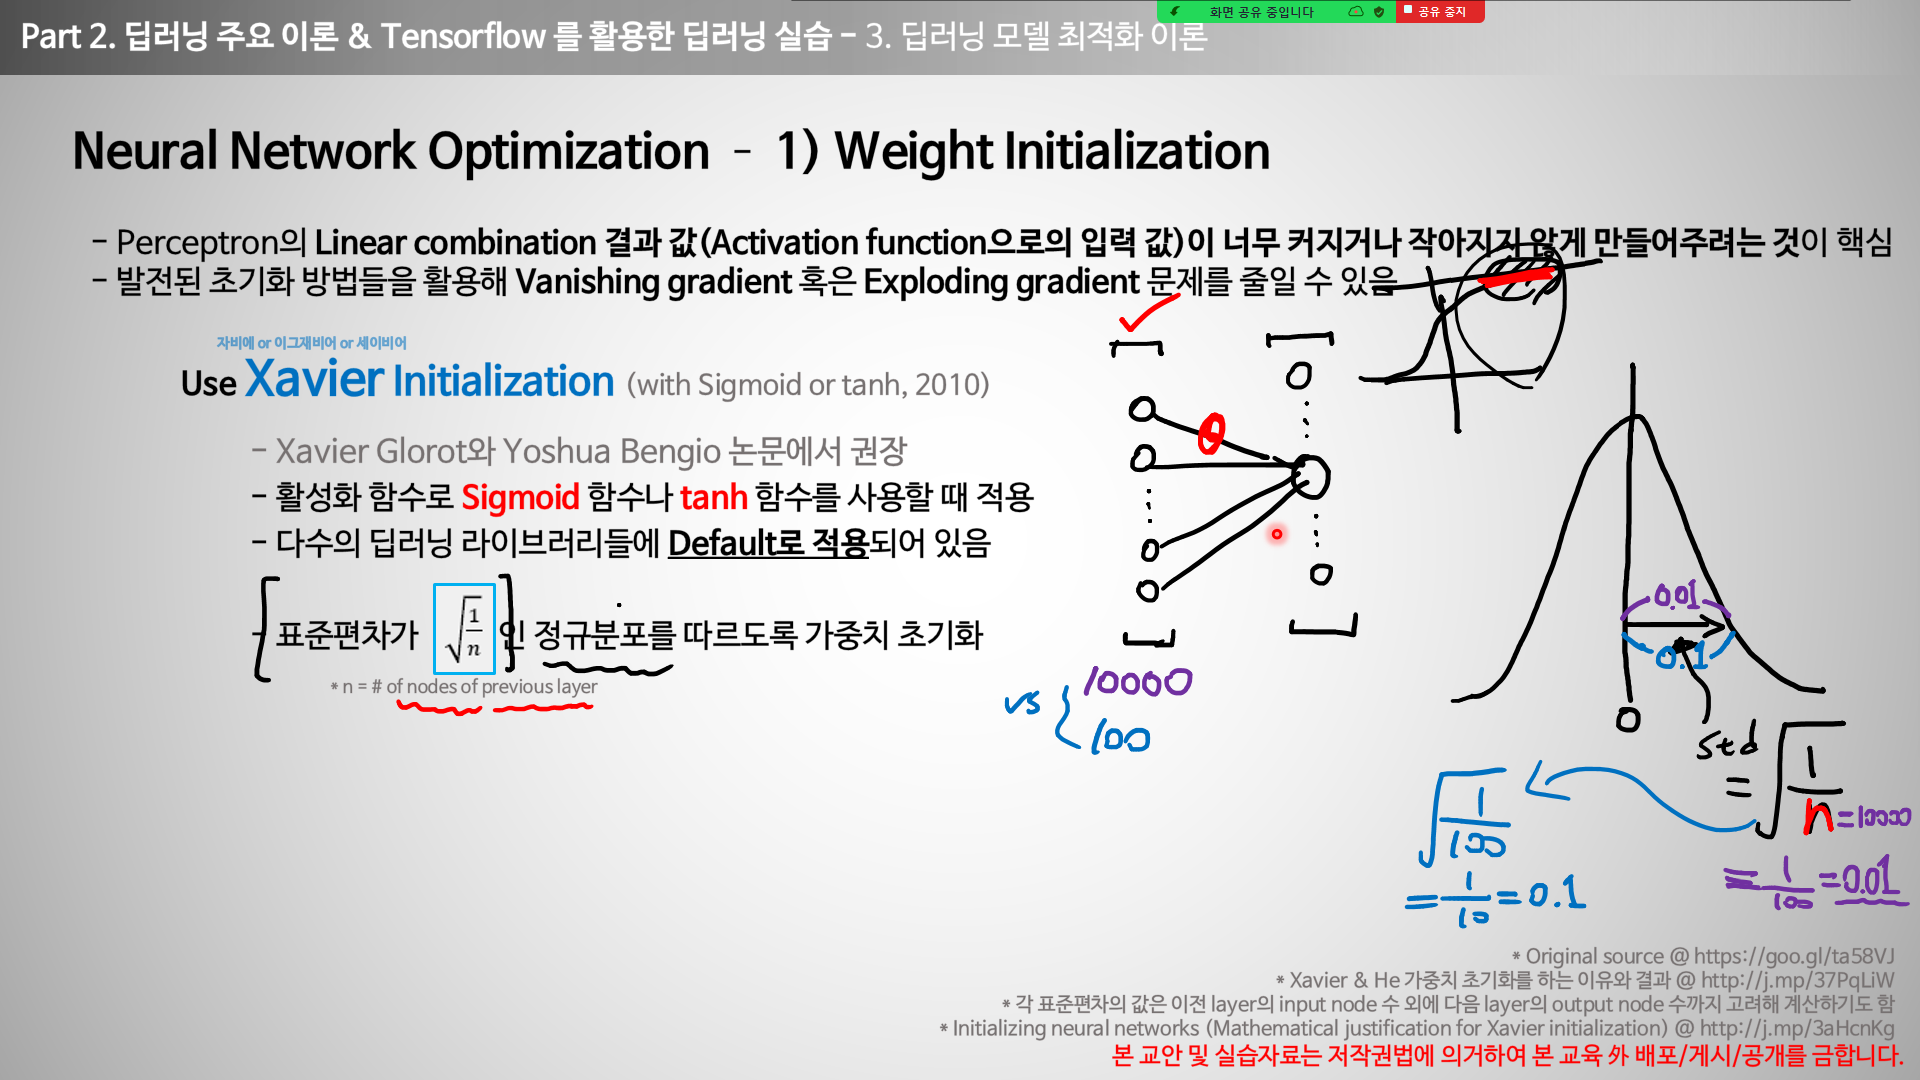 화면 공유 중입니다
공유 중지
Part 2. 딥러닝 주요 이론 & Tensorflow 를 활용한 딥러닝 실습 - 3. 딥러닝 모델 최적화 이론
Neural Network Optimization - 1) Weight Initialization
- Perceptron의 Linear combination 결과 값(Activation function으로의 입력 값)이 너무 커지거나 작아지지 않게 만들어주려는 것이 핵심
- 발전된 초기화 방법들을 활용해 Vanishing gradient 혹은 Exploding gradient 문제를 줄일 수 있음
자비에 or 이그재비어 or 세이비어
Use Xavier Initialization (with Sigmoid or tanh, 2010)
- Xavier Glorot와 Yoshua Bengio 논문에서 권장
- 활성화 함수로 Sigmoid 함수나 tanh 함수를 사용할 때 적용
- 다수의 딥러닝 라이브러리들에 Default로 적용되어 있음
- 표준편차가 √(1/n) 인 정규분포를 따르도록 가중치 초기화
* n = # of nodes of previous layer
10000
vs
100
0.01
0.1
0
std
= √(1/n) =10000
= 1/100 = 0.01
√(1/100)
= 1/10 = 0.1
* Original source @ https://goo.gl/ta58VJ
* Xavier & He 가중치 초기화를 하는 이유와 결과 @ http://j.mp/37PqLiW
* 각 표준편차의 값은 이전 layer의 input node 수 외에 다음 layer의 output node 수까지 고려해 계산하기도 함
* Initializing neural networks (Mathematical justification for Xavier initialization) @ http://j.mp/3aHcnKg
본 교안 및 실습자료는 저작권법에 의거하여 본 교육 外 배포/게시/공개를 금합니다.